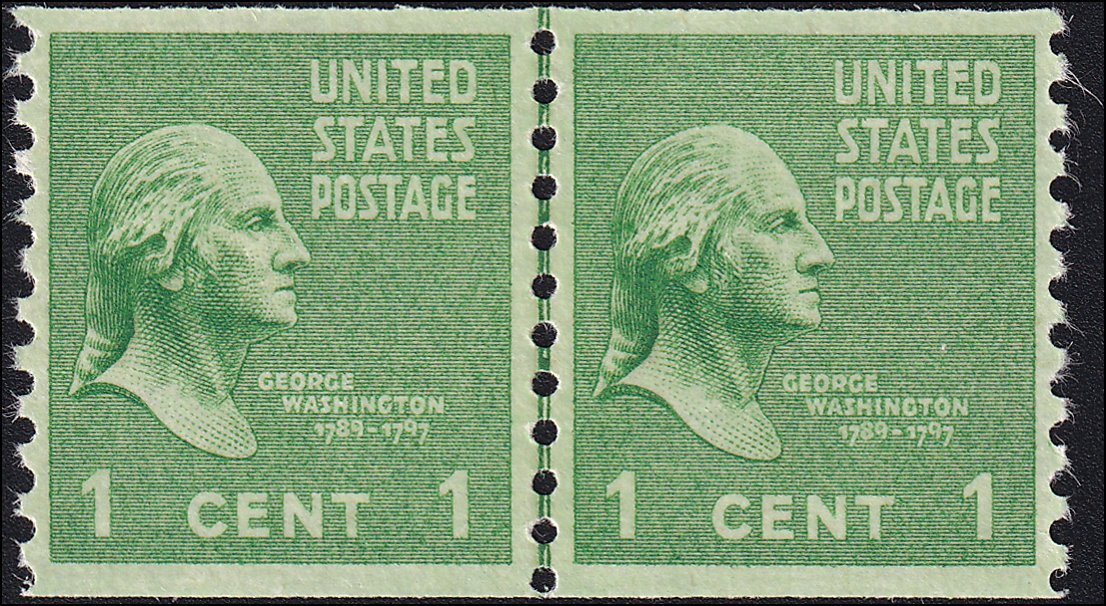 UNITED
STATES
POSTAGE
GEORGE
WASHINGTON
1789-1797
1 CENT 1
UNITED
STATES
POSTAGE
GEORGE
WASHINGTON
1789-1797
1 CENT 1